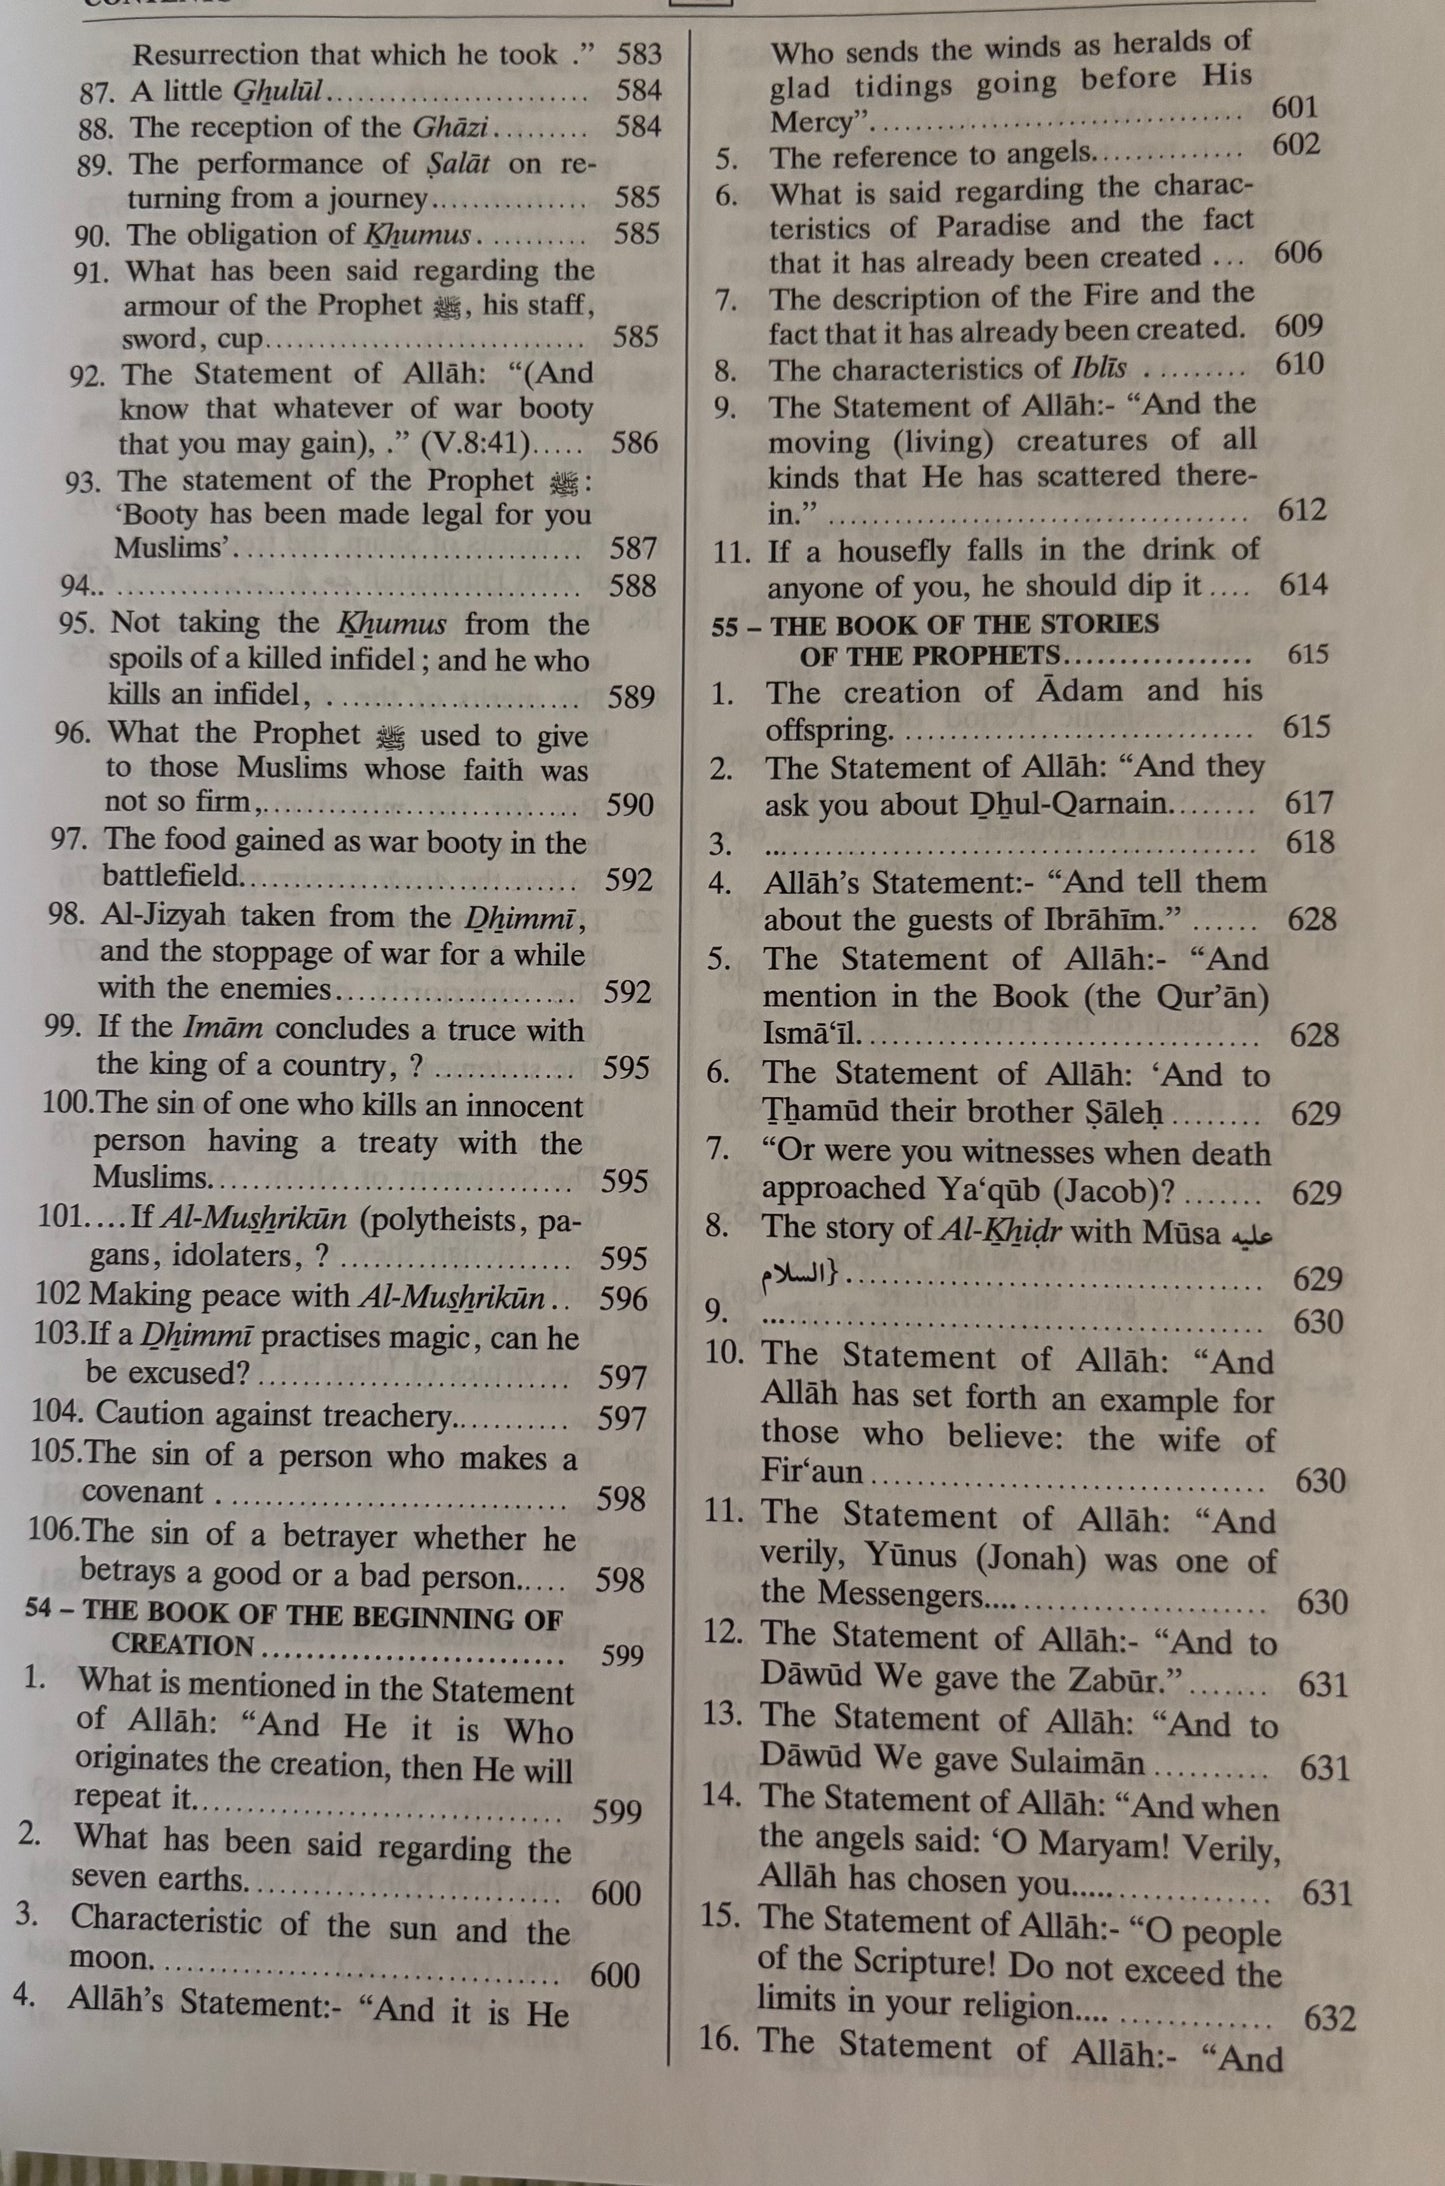 CONTENTS
Resurrection that which he took .” 583
87. A little G̱ẖulūl........................... 584
88. The reception of the Ghāzi......... 584
89. The performance of Ṣalāt on re-
turning from a journey............... 585
90. The obligation of Ḵẖumus. .......... 585
91. What has been said regarding the
armour of the Prophet ﷺ, his staff,
sword, cup.............................. 585
92. The Statement of Allāh: “(And
know that whatever of war booty
that you may gain), .” (V.8:41)..... 586
93. The statement of the Prophet ﷺ:
‘Booty has been made legal for you
Muslims’................................. 587
94.. .......................................... 588
95. Not taking the Ḵẖumus from the
spoils of a killed infidel ; and he who
kills an infidel, ........................ 589
96. What the Prophet ﷺ used to give
to those Muslims whose faith was
not so firm,.............................. 590
97. The food gained as war booty in the
battlefield................................ 592
98. Al-Jizyah taken from the Ḏẖimmī,
and the stoppage of war for a while
with the enemies....................... 592
99. If the Imām concludes a truce with
the king of a country, ? ............. 595
100.The sin of one who kills an innocent
person having a treaty with the
Muslims................................... 595
101....If Al-Mus̱ẖrikūn (polytheists, pa-
gans, idolaters, ? ...................... 595
102 Making peace with Al-Mus̱ẖrikūn.. 596
103.If a Ḏẖimmī practises magic, can he
be excused? .............................. 597
104. Caution against treachery........... 597
105.The sin of a person who makes a
covenant ................................. 598
106.The sin of a betrayer whether he
betrays a good or a bad person...... 598
54 – THE BOOK OF THE BEGINNING OF
CREATION ........................... 599
1. What is mentioned in the Statement
of Allāh: “And He it is Who
originates the creation, then He will
repeat it................................... 599
2. What has been said regarding the
seven earths.............................. 600
3. Characteristic of the sun and the
moon. ..................................... 600
4. Allāh’s Statement:- “And it is He
Who sends the winds as heralds of
glad tidings going before His
Mercy”.................................... 601
5. The reference to angels............... 602
6. What is said regarding the charac-
teristics of Paradise and the fact
that it has already been created ... 606
7. The description of the Fire and the
fact that it has already been created. 609
8. The characteristics of Iblīs ......... 610
9. The Statement of Allāh:- “And the
moving (living) creatures of all
kinds that He has scattered there-
in.” ....................................... 612
11. If a housefly falls in the drink of
anyone of you, he should dip it .... 614
55 – THE BOOK OF THE STORIES
OF THE PROPHETS................. 615
1. The creation of Ādam and his
offspring. ................................ 615
2. The Statement of Allāh: “And they
ask you about Ḏẖul-Qarnain........ 617
3. ............................................. 618
4. Allāh’s Statement:- “And tell them
about the guests of Ibrāhīm.” ...... 628
5. The Statement of Allāh:- “And
mention in the Book (the Qur’ān)
Ismā‘īl..................................... 628
6. The Statement of Allāh: ‘And to
Ṯẖamūd their brother Ṣāleḥ ........ 629
7. “Or were you witnesses when death
approached Ya‘qūb (Jacob)? ....... 629
8. The story of Al-Ḵẖiḍr with Mūsa عليه
السلام} ..................................... 629
9. ............................................. 630
10. The Statement of Allāh: “And
Allāh has set forth an example for
those who believe: the wife of
Fir‘aun .................................... 630
11. The Statement of Allāh: “And
verily, Yūnus (Jonah) was one of
the Messengers.......................... 630
12. The Statement of Allāh:- “And to
Dāwūd We gave the Zabūr.”....... 631
13. The Statement of Allāh: “And to
Dāwūd We gave Sulaimān .......... 631
14. The Statement of Allāh: “And when
the angels said: ‘O Maryam! Verily,
Allāh has chosen you................... 631
15. The Statement of Allāh:- “O people
of the Scripture! Do not exceed the
limits in your religion.... ............. 632
16. The Statement of Allāh:- “And